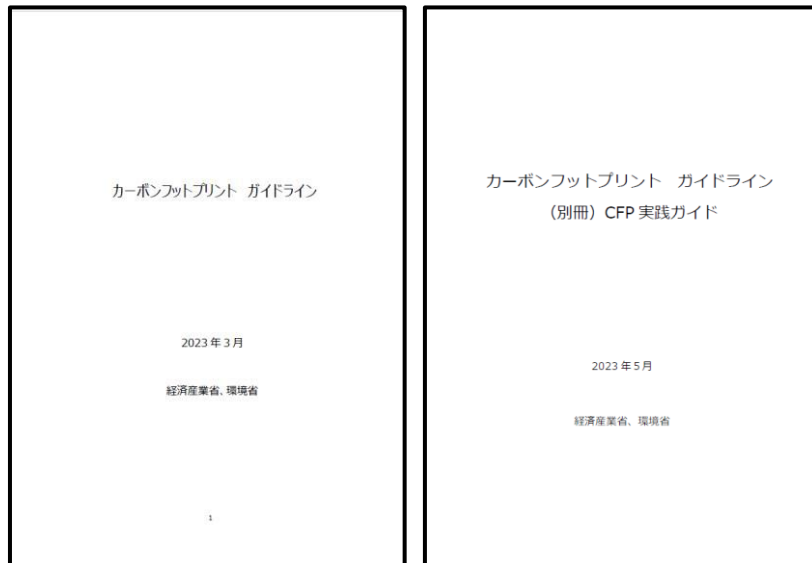 カーボンフットプリント ガイドライン
2023年3月
経済産業省、環境省
1
カーボンフットプリント　ガイドライン
（別冊）CFP 実践ガイド
2023年5月
経済産業省、環境省